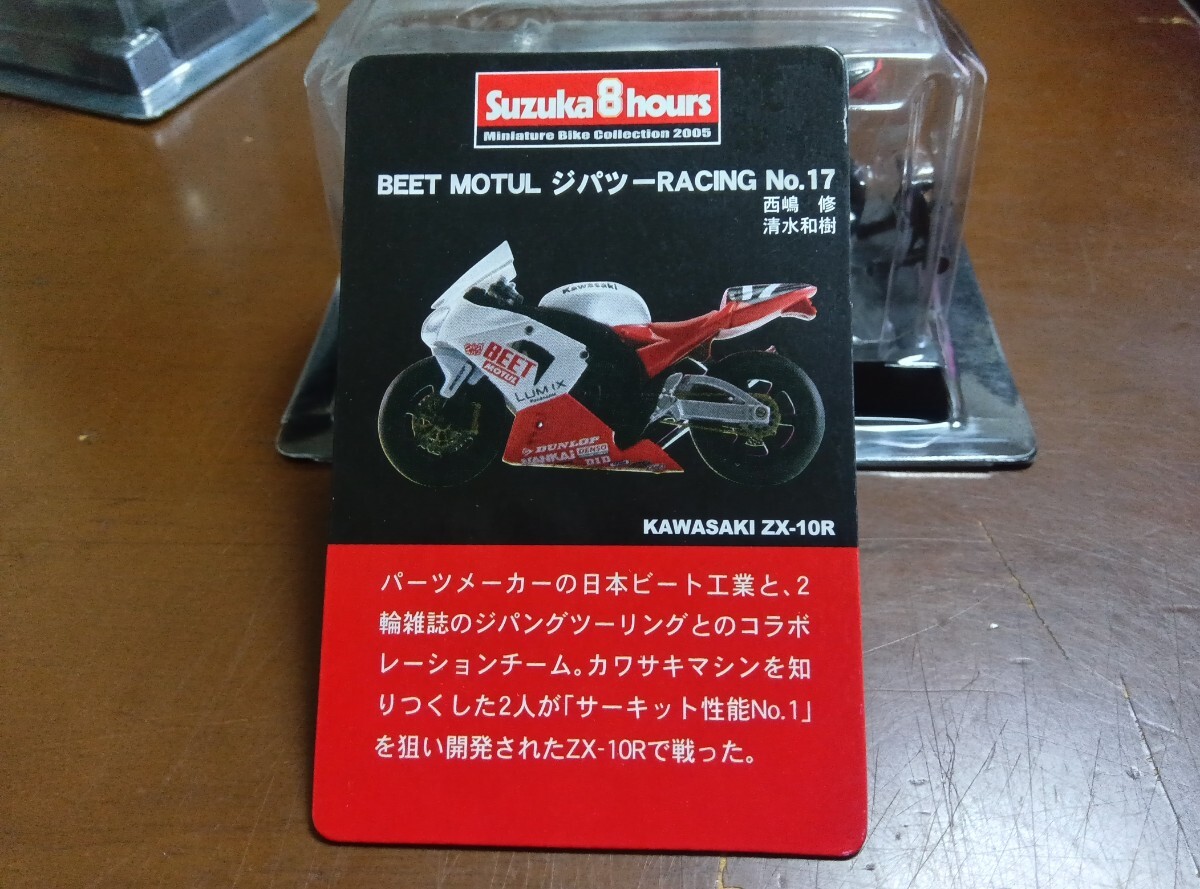 Suzuka 8 hours
Miniature Bike Collection 2005
BEET MOTUL ジパツーRACING No.17
西嶋 修
清水和樹
17
Kawasaki
BEET
MOTUL
LUMIX
Panasonic
DUNLOP
NANKAI DENSO
D.I.D
KAWASAKI ZX-10R
パーツメーカーの日本ビート工業と、2
輪雑誌のジパングツーリングとのコラボ
レーションチーム。カワサキマシンを知
りつくした2人が「サーキット性能No.1」
を狙い開発されたZX-10Rで戦った。